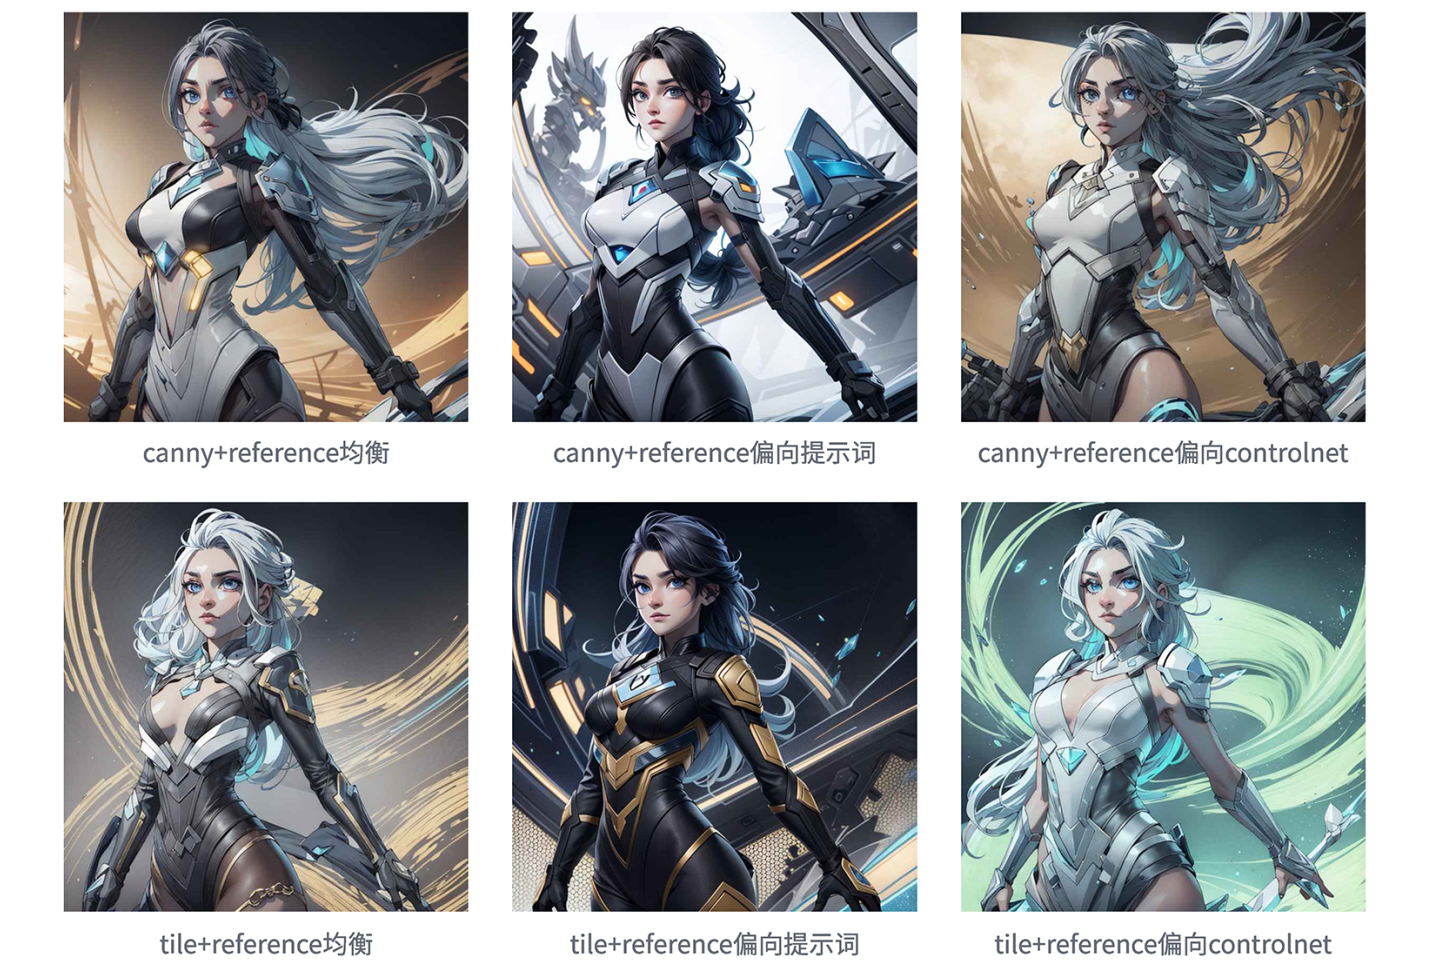 canny+reference均衡
canny+reference偏向提示词
canny+reference偏向controlnet
tile+reference均衡
tile+reference偏向提示词
tile+reference偏向controlnet